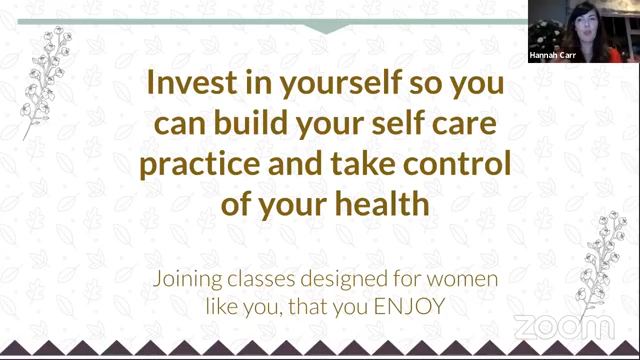 Hannah Carr
Invest in yourself so you
can build your self care
practice and take control
of your health
Joining classes designed for women
like you, that you ENJOY
zoom